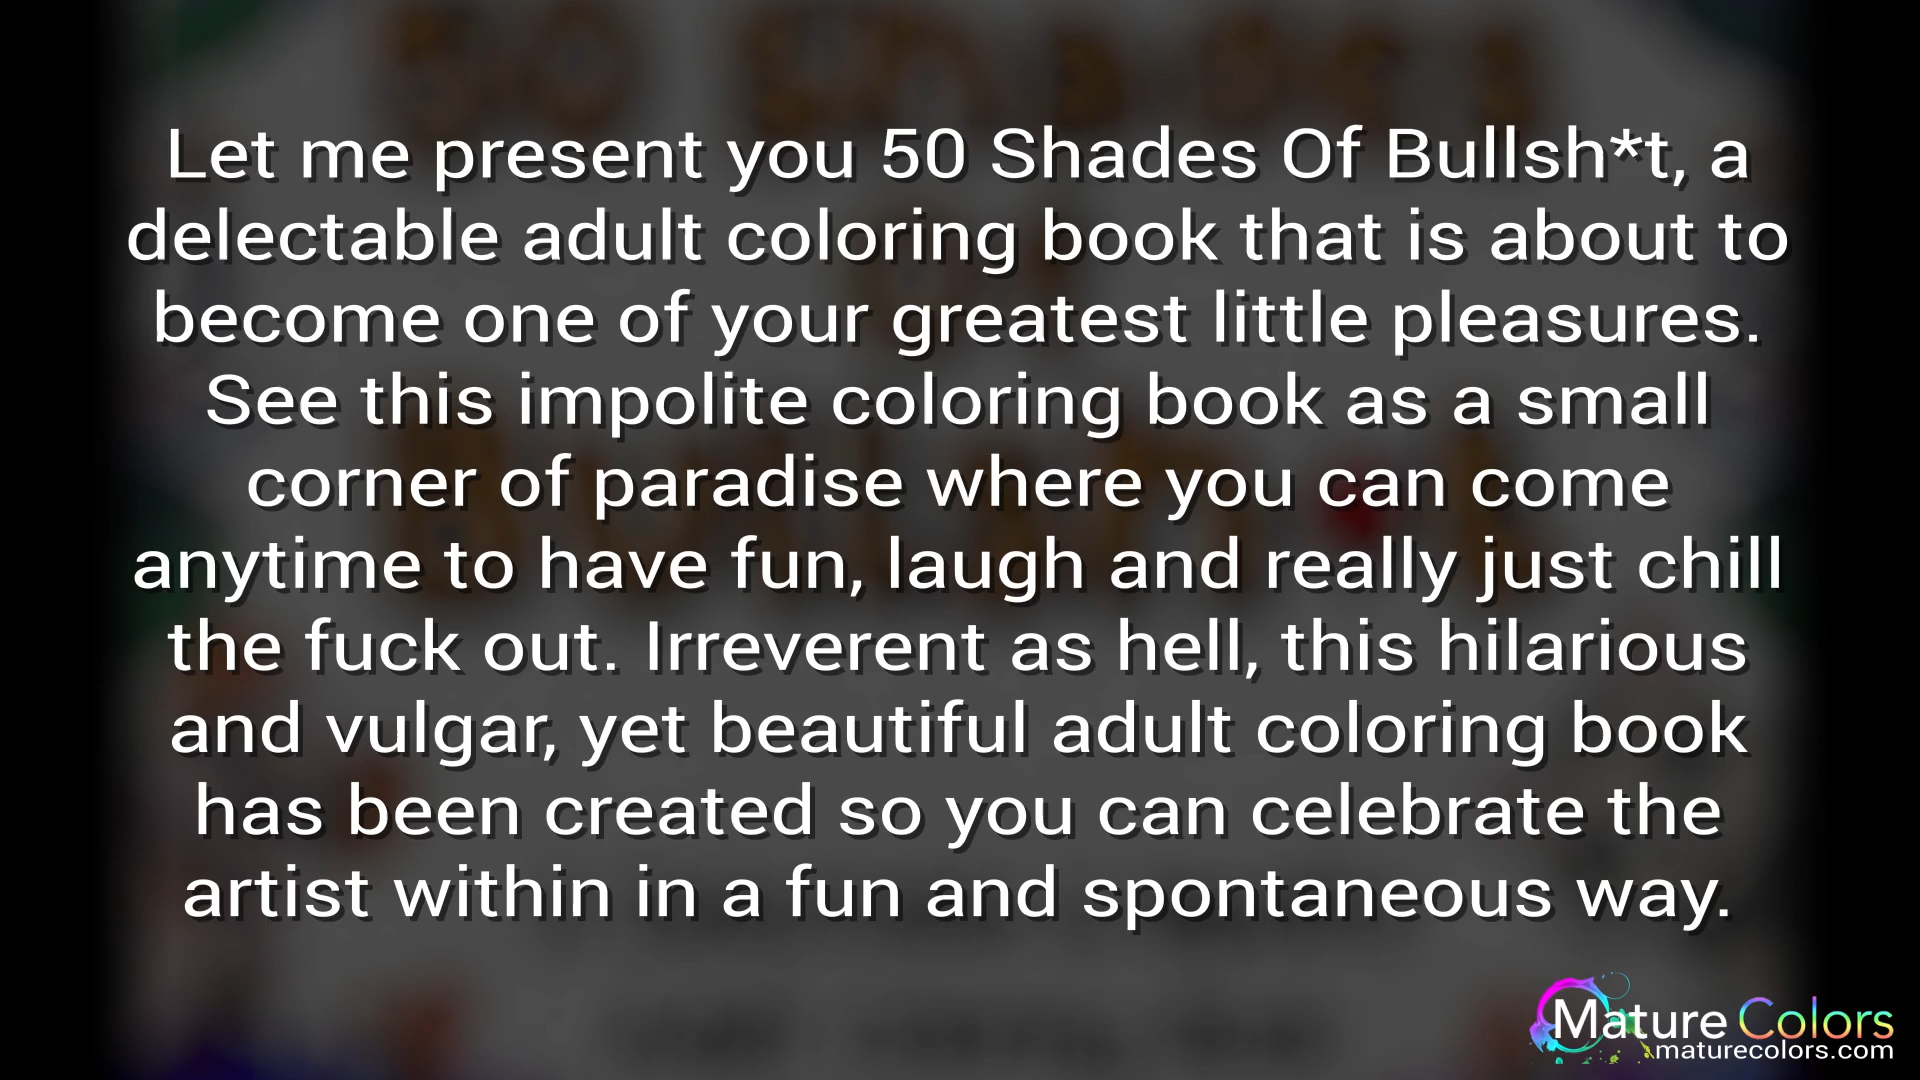 Let me present you 50 Shades Of Bullsh*t, a
delectable adult coloring book that is about to
become one of your greatest little pleasures.
See this impolite coloring book as a small
corner of paradise where you can come
anytime to have fun, laugh and really just chill
the fuck out. Irreverent as hell, this hilarious
and vulgar, yet beautiful adult coloring book
has been created so you can celebrate the
artist within in a fun and spontaneous way.
Mature Colors
maturecolors.com